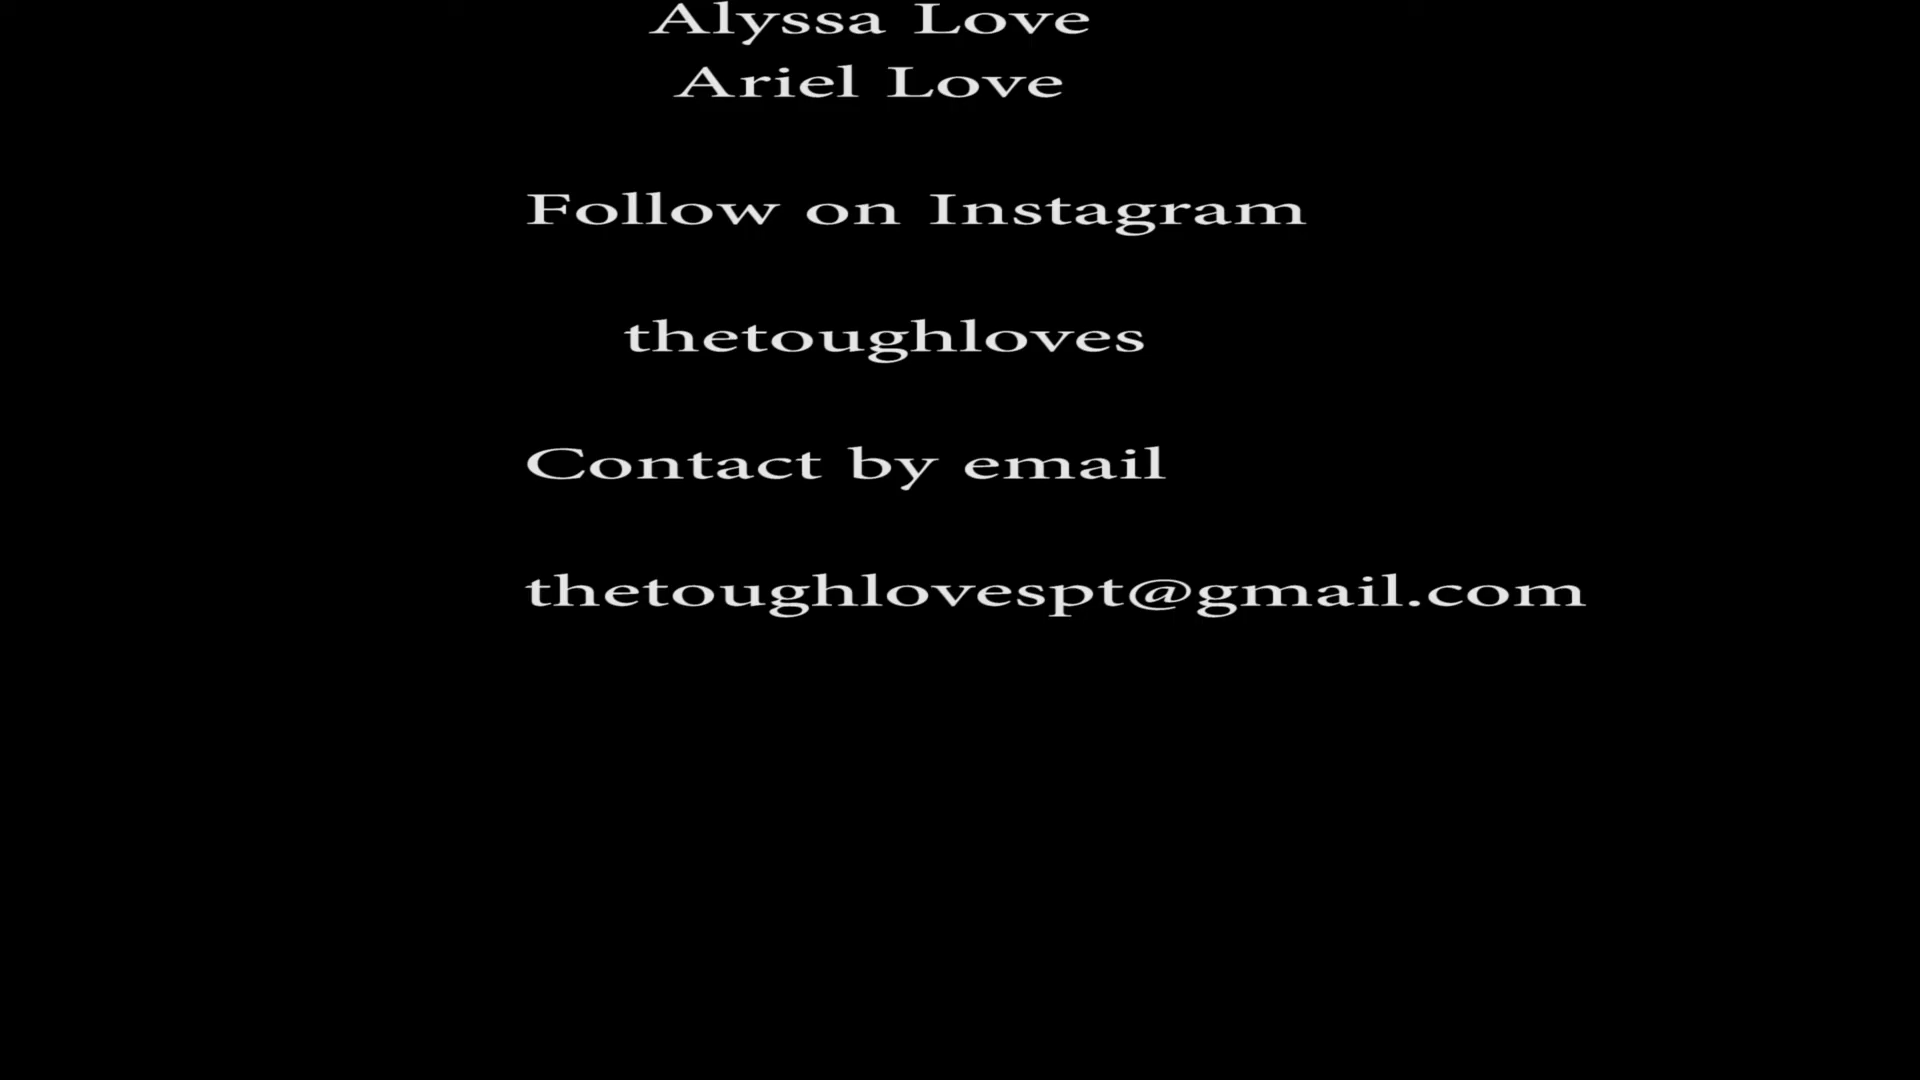 Alyssa Love
Ariel Love
Follow on Instagram
thetoughloves
Contact by email
thetoughlovespt@gmail.com